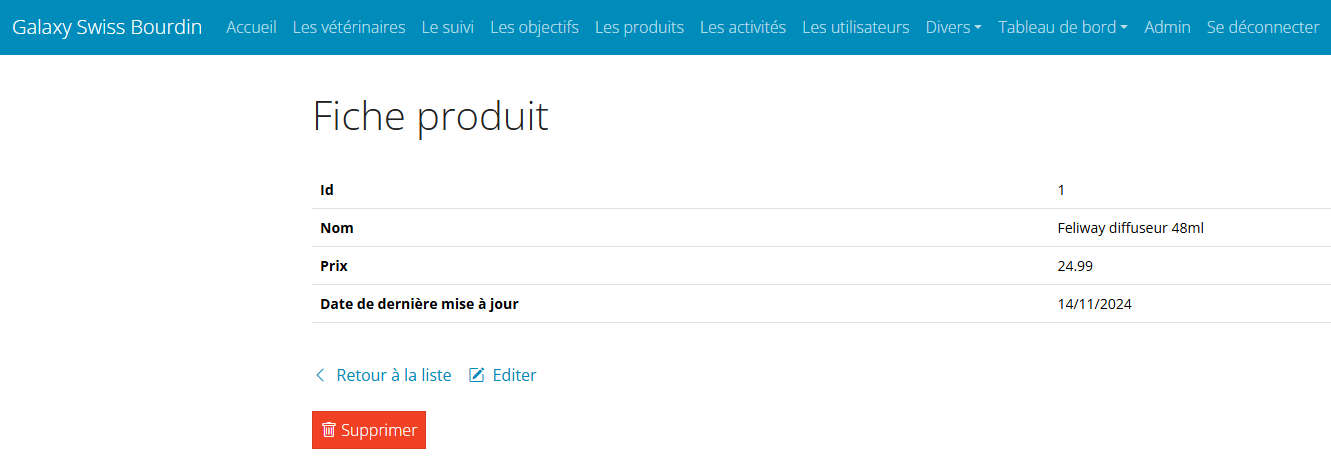 Galaxy Swiss Bourdin Accueil Les vétérinaires Le suivi Les objectifs Les produits Les activités Les utilisateurs Divers Tableau de bord Admin Se déconnecter
Fiche produit
Id 1
Nom Feliway diffuseur 48ml
Prix 24.99
Date de dernière mise à jour 14/11/2024
Retour à la liste Editer
Supprimer